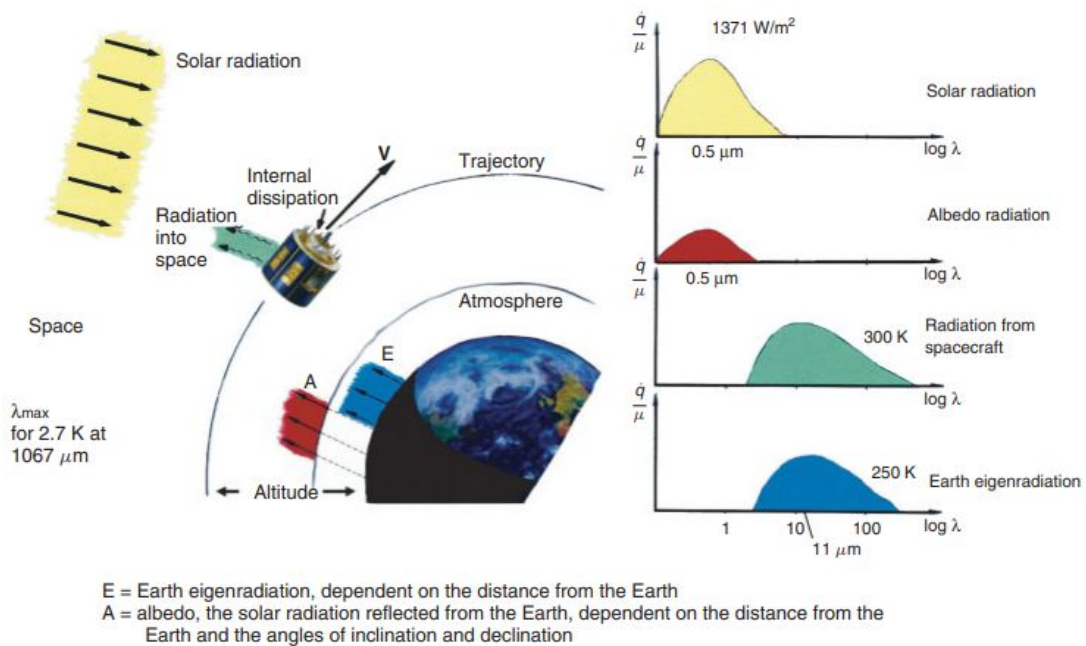 Solar radiation
Internal
dissipation
V
Trajectory
Radiation
into
space
Atmosphere
Space
E
A
λmax
for 2.7 K at
1067 μm
Altitude
q̇
μ
1371 W/m²
Solar radiation
0.5 μm
log λ
q̇
μ
Albedo radiation
0.5 μm
log λ
q̇
μ
300 K
Radiation from
spacecraft
log λ
q̇
μ
250 K
Earth eigenradiation
1 10 100 log λ
11 μm
E = Earth eigenradiation, dependent on the distance from the Earth
A = albedo, the solar radiation reflected from the Earth, dependent on the distance from the
Earth and the angles of inclination and declination